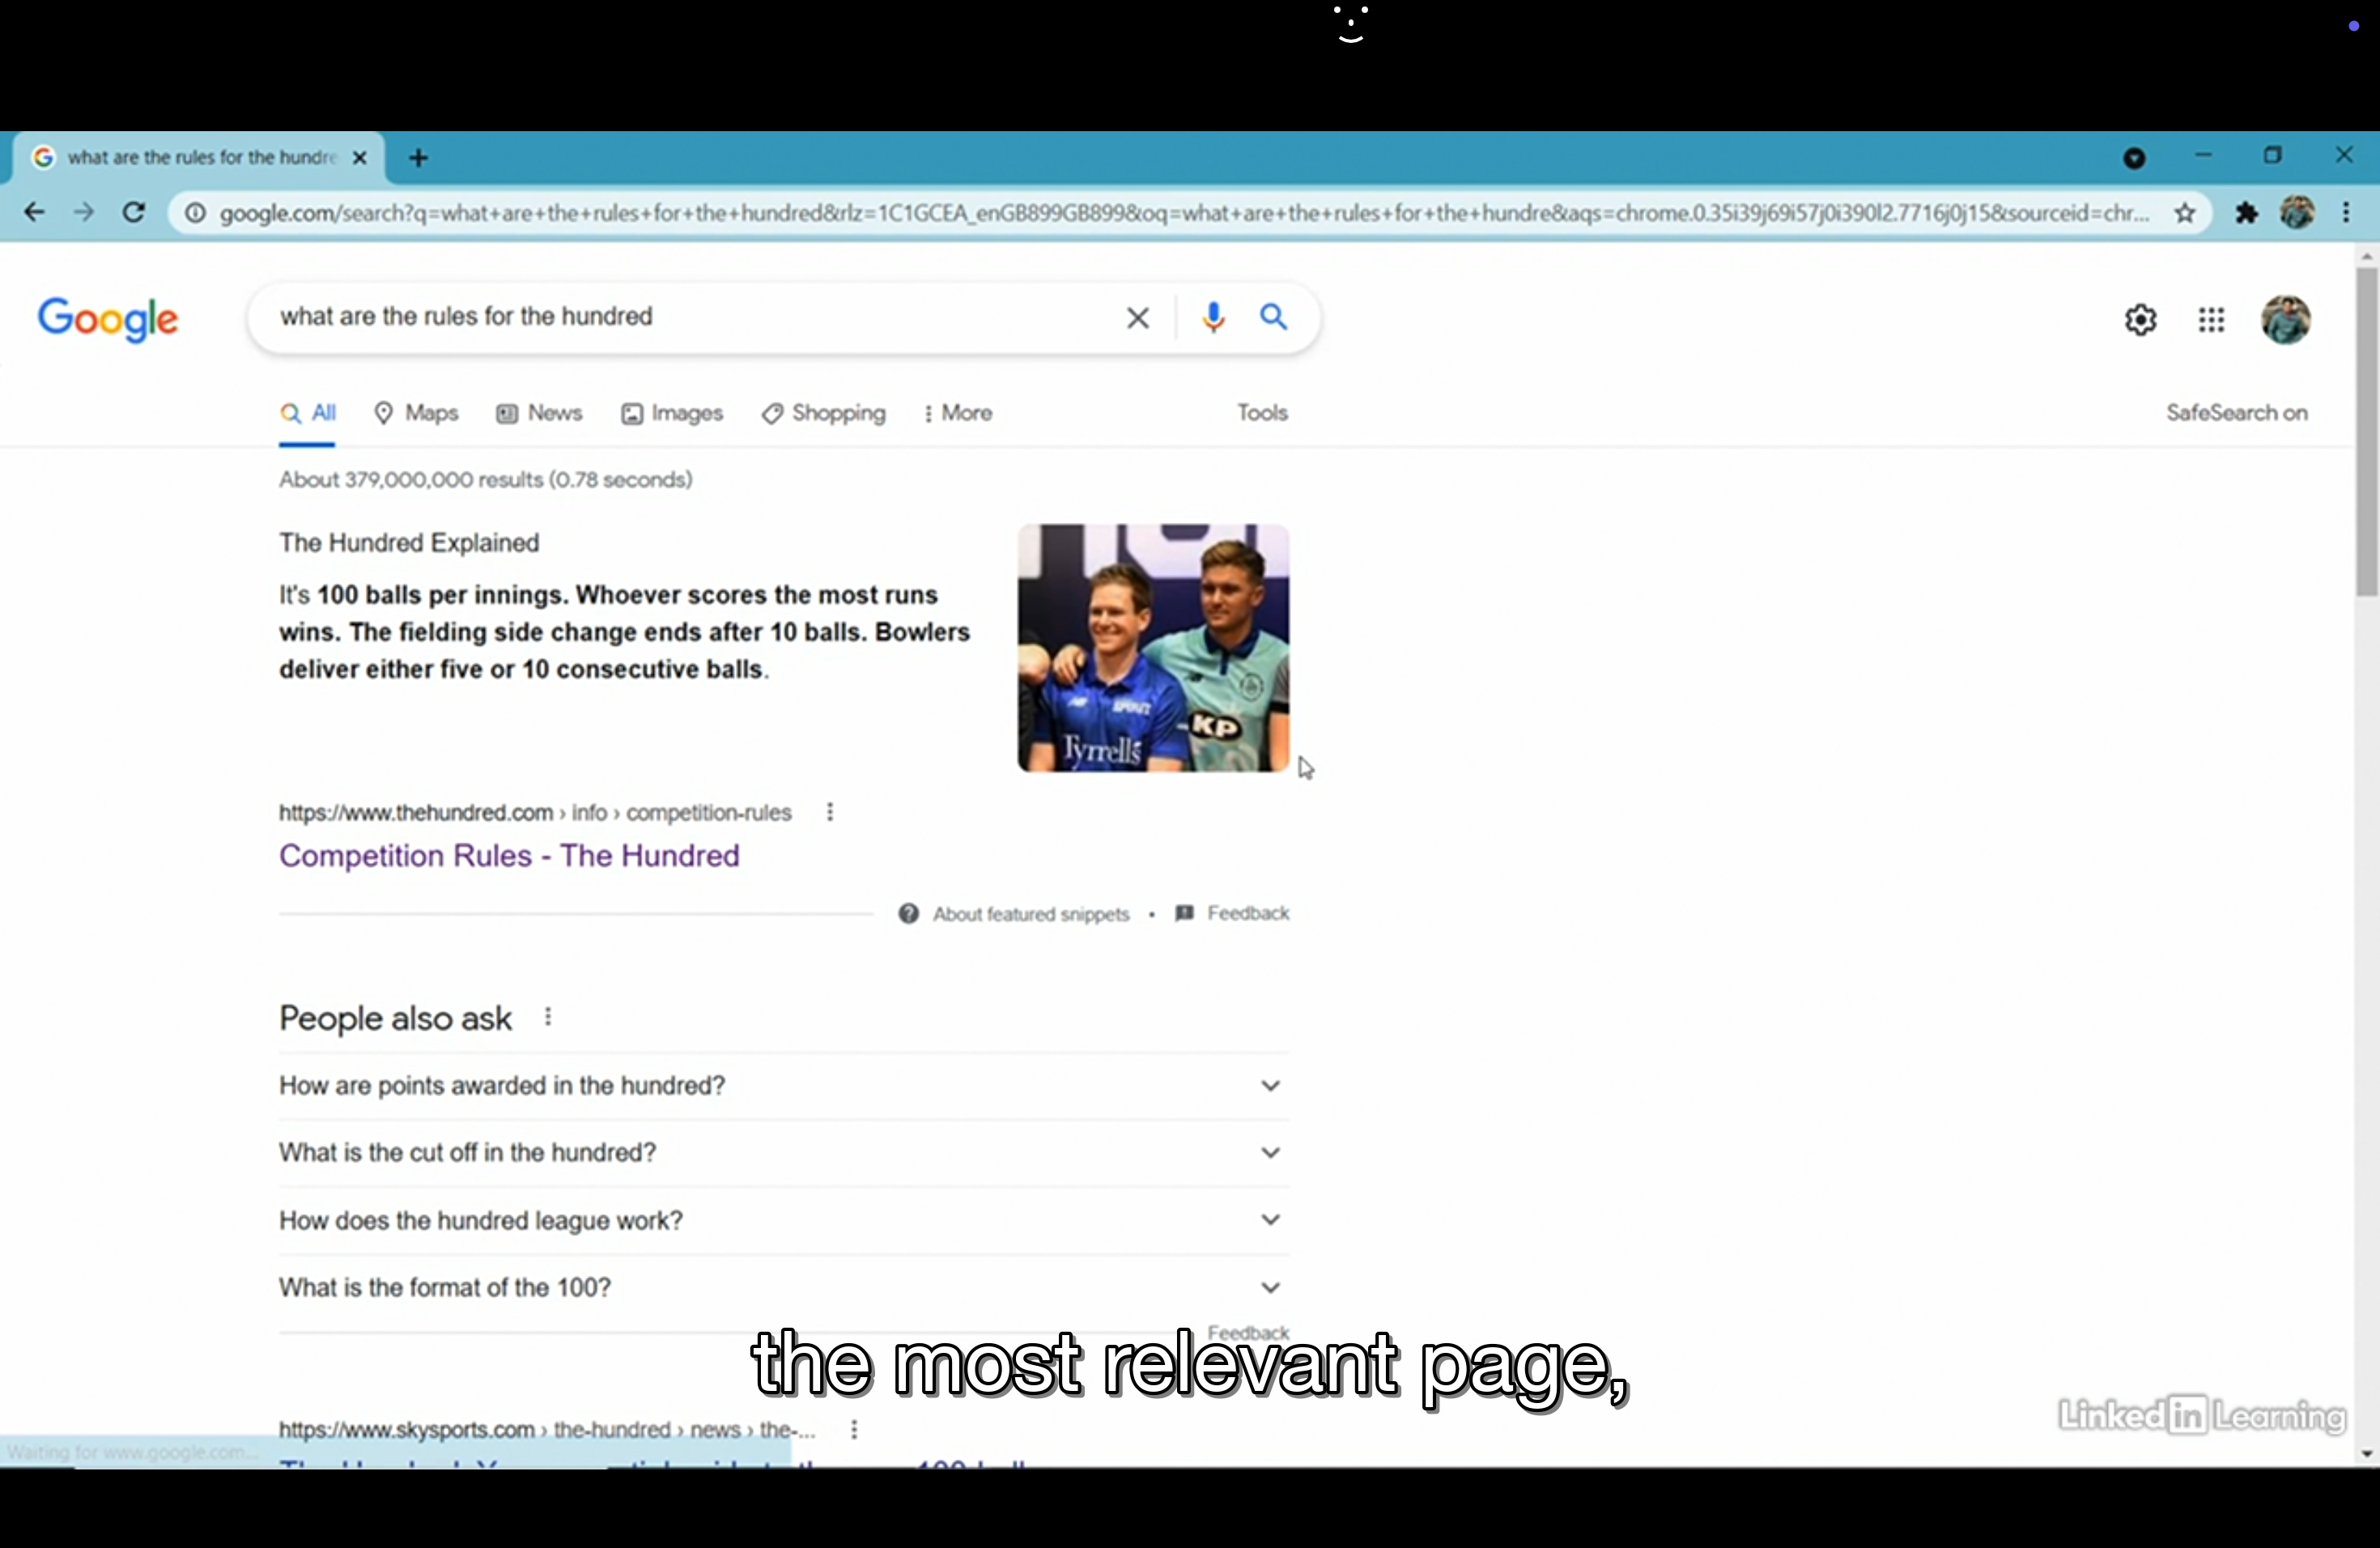 what are the rules for the hundre
google.com/search?q=what+are+the+rules+for+the+hundred&rlz=1C1GCEA_enGB899GB899&oq=what+are+the+rules+for+the+hundre&aqs=chrome.0.35i39j69i57j0i390l2.7716j0j15&sourceid=chr...
Google
what are the rules for the hundred
All Maps News Images Shopping More Tools SafeSearch on
About 379,000,000 results (0.78 seconds)
The Hundred Explained
It's 100 balls per innings. Whoever scores the most runs
wins. The fielding side change ends after 10 balls. Bowlers
deliver either five or 10 consecutive balls.
KP
Tyrrells
https://www.thehundred.com › info › competition-rules
Competition Rules - The Hundred
About featured snippets • Feedback
People also ask
How are points awarded in the hundred?
What is the cut off in the hundred?
How does the hundred league work?
What is the format of the 100?
Feedback
the most relevant page,
https://www.skysports.com › the-hundred › news › the-...
LinkedIn Learning
Waiting for www.google.com...